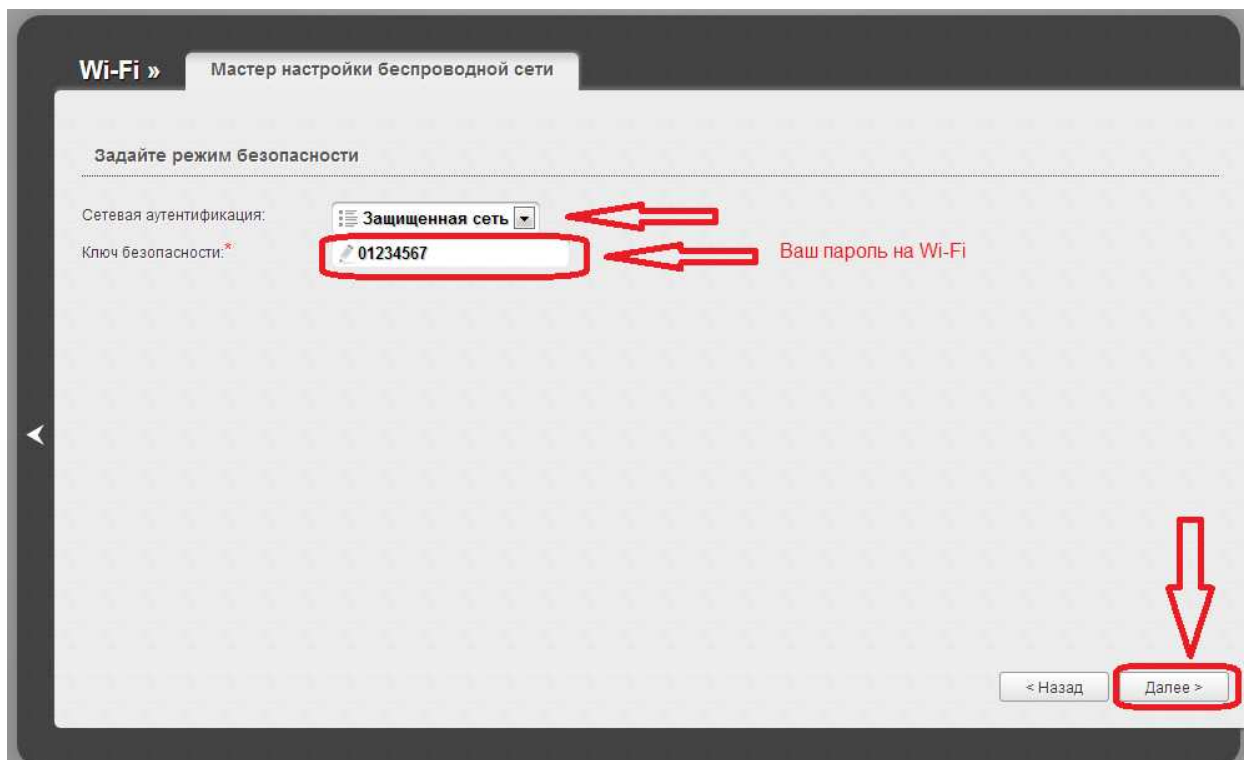 Wi-Fi »
Мастер настройки беспроводной сети
Задайте режим безопасности
Сетевая аутентификация:
Защищенная сеть
Ключ безопасности:*
01234567
Ваш пароль на Wi-Fi
< Назад
Далее >